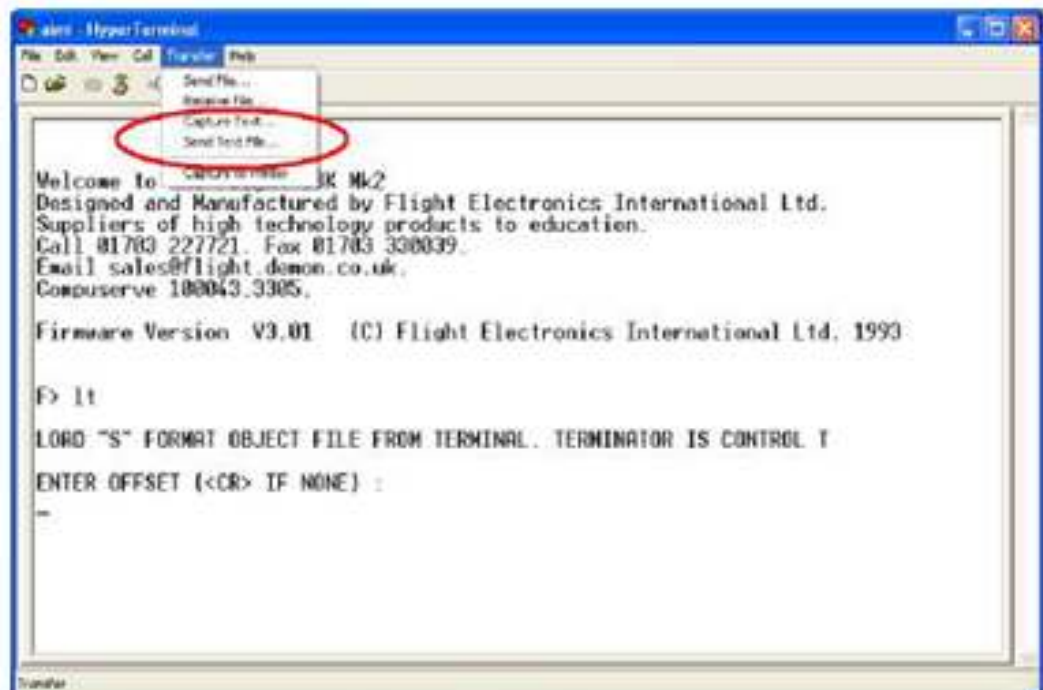 HyperTerminal
File Edit View Call Transfer Help
Send File...
Receive File...
Capture Text...
Send Text File...
Capture to Printer
Welcome to
8K Mk2
Designed and Manufactured by Flight Electronics International Ltd.
Suppliers of high technology products to education.
Call 01703 227721. Fax 01703 330039.
Email sales@flight.demon.co.uk.
Compuserve 100043,3305.
Firmware Version V3.01 (C) Flight Electronics International Ltd. 1993
F> lt
LOAD "S" FORMAT OBJECT FILE FROM TERMINAL. TERMINATOR IS CONTROL T
ENTER OFFSET (<CR> IF NONE) :
_
Transfer